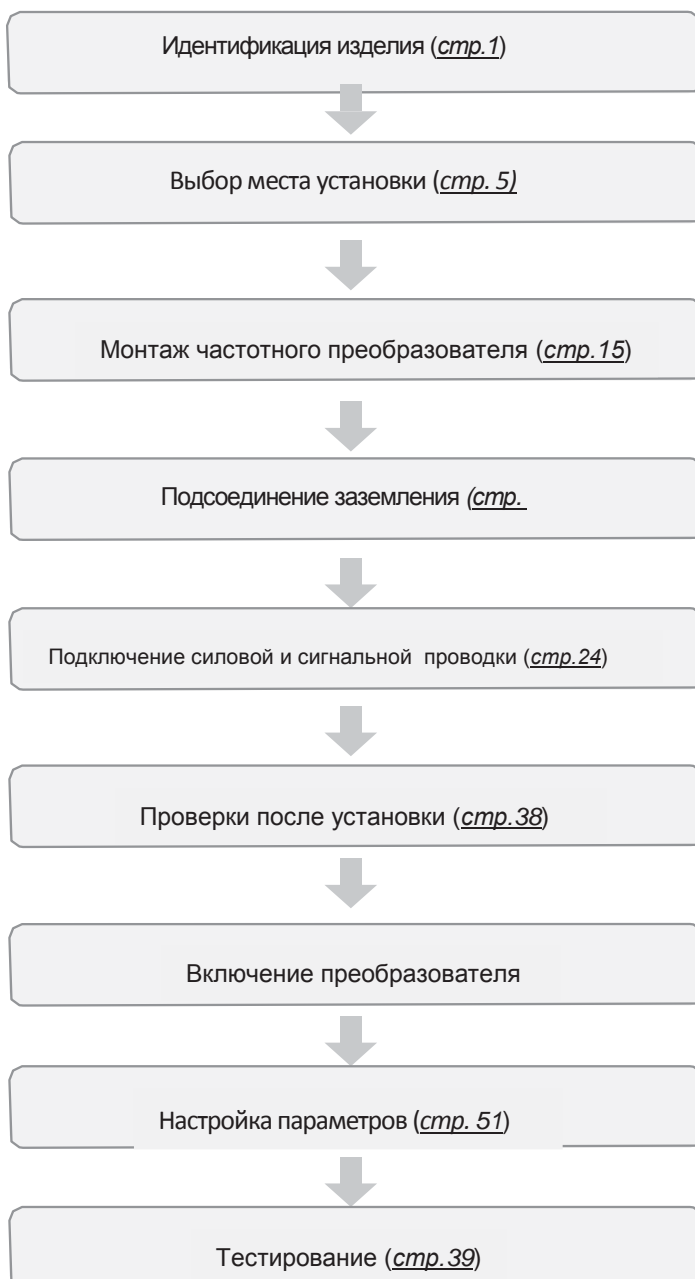 Идентификация изделия (стр.1)
Выбор места установки (стр. 5)
Монтаж частотного преобразователя (стр.15)
Подсоединение заземления (стр.
Подключение силовой и сигнальной проводки (стр.24)
Проверки после установки (стр.38)
Включение преобразователя
Настройка параметров (стр. 51)
Тестирование (стр.39)